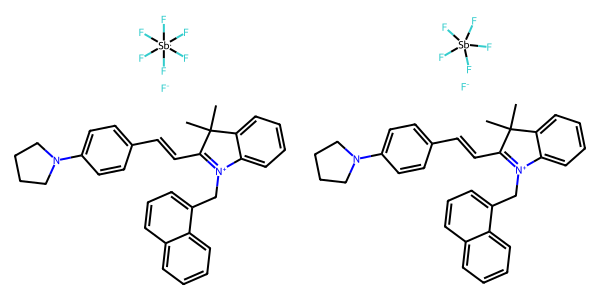 F F
F F F
Sb⁻ Sb F
F F F
F F
F⁻ F⁻
N N
N⁺ N⁺